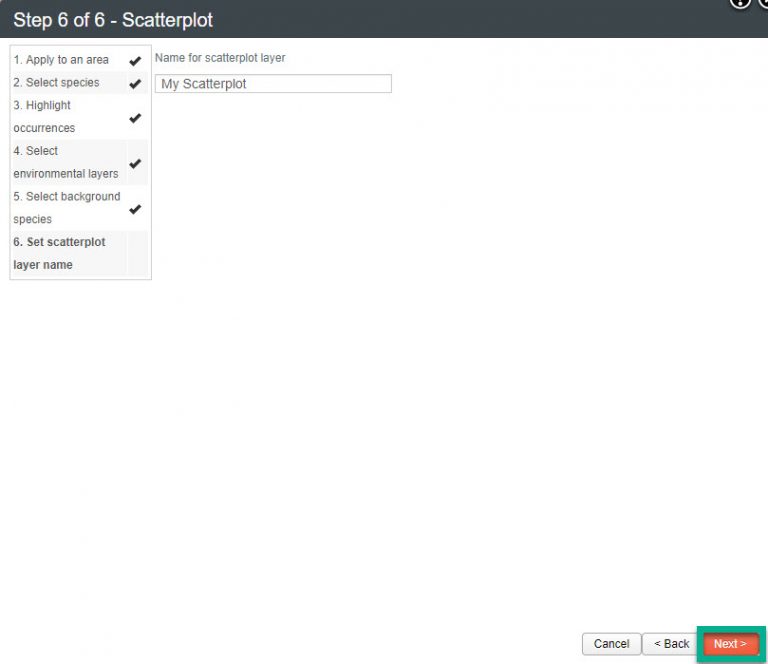 Step 6 of 6 - Scatterplot
1. Apply to an area
2. Select species
3. Highlight
occurrences
4. Select
environmental layers
5. Select background
species
6. Set scatterplot
layer name
Name for scatterplot layer
My Scatterplot
Cancel
< Back
Next >